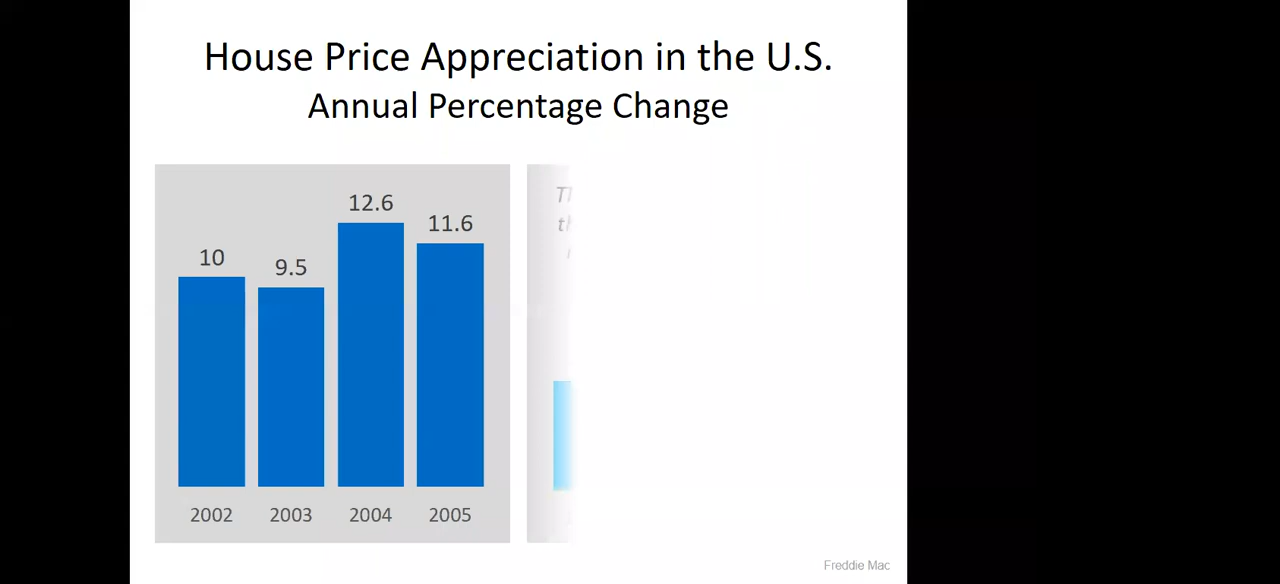 House Price Appreciation in the U.S.
Annual Percentage Change
12.6
11.6
10
9.5
2002 2003 2004 2005
Freddie Mac